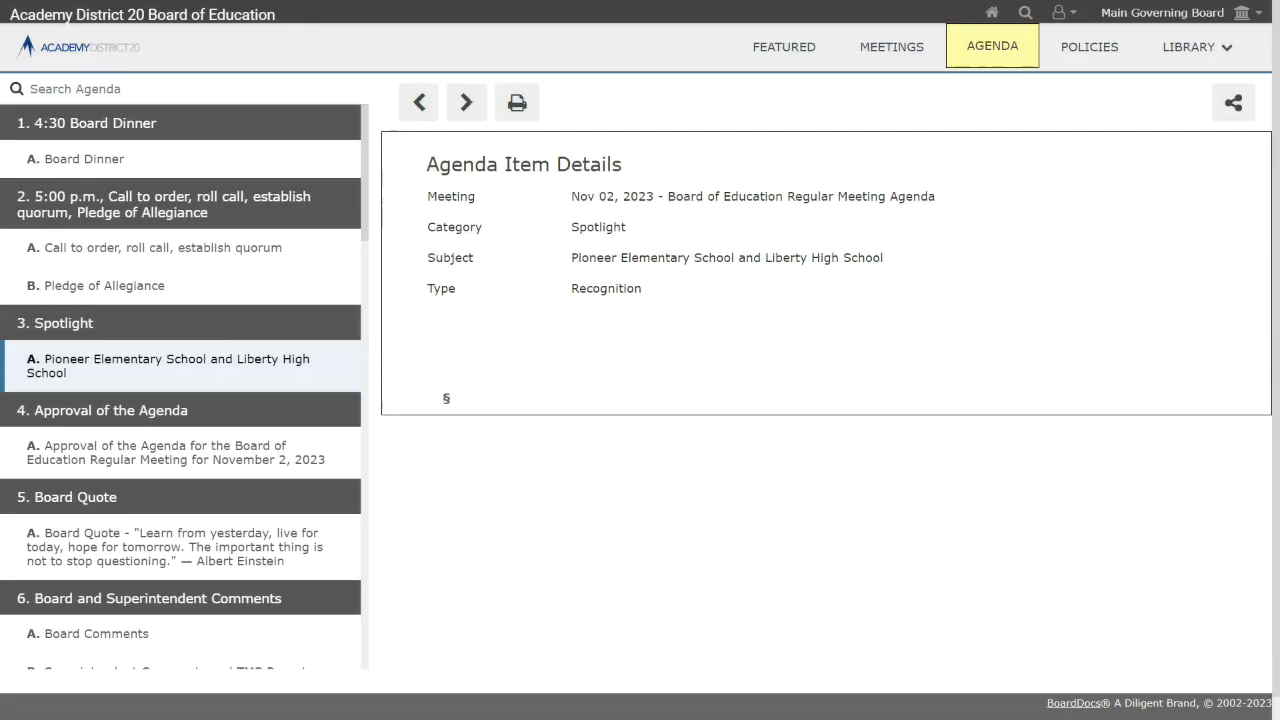 Academy District 20 Board of Education
Main Governing Board
ACADEMYDISTRICT20
FEATURED
MEETINGS
AGENDA
POLICIES
LIBRARY
Search Agenda
1. 4:30 Board Dinner
A. Board Dinner
2. 5:00 p.m., Call to order, roll call, establish
quorum, Pledge of Allegiance
A. Call to order, roll call, establish quorum
B. Pledge of Allegiance
3. Spotlight
A. Pioneer Elementary School and Liberty High
School
4. Approval of the Agenda
A. Approval of the Agenda for the Board of
Education Regular Meeting for November 2, 2023
5. Board Quote
A. Board Quote - "Learn from yesterday, live for
today, hope for tomorrow. The important thing is
not to stop questioning." — Albert Einstein
6. Board and Superintendent Comments
A. Board Comments
Agenda Item Details
Meeting Nov 02, 2023 - Board of Education Regular Meeting Agenda
Category Spotlight
Subject Pioneer Elementary School and Liberty High School
Type Recognition
§
BoardDocs® A Diligent Brand, © 2002-2023